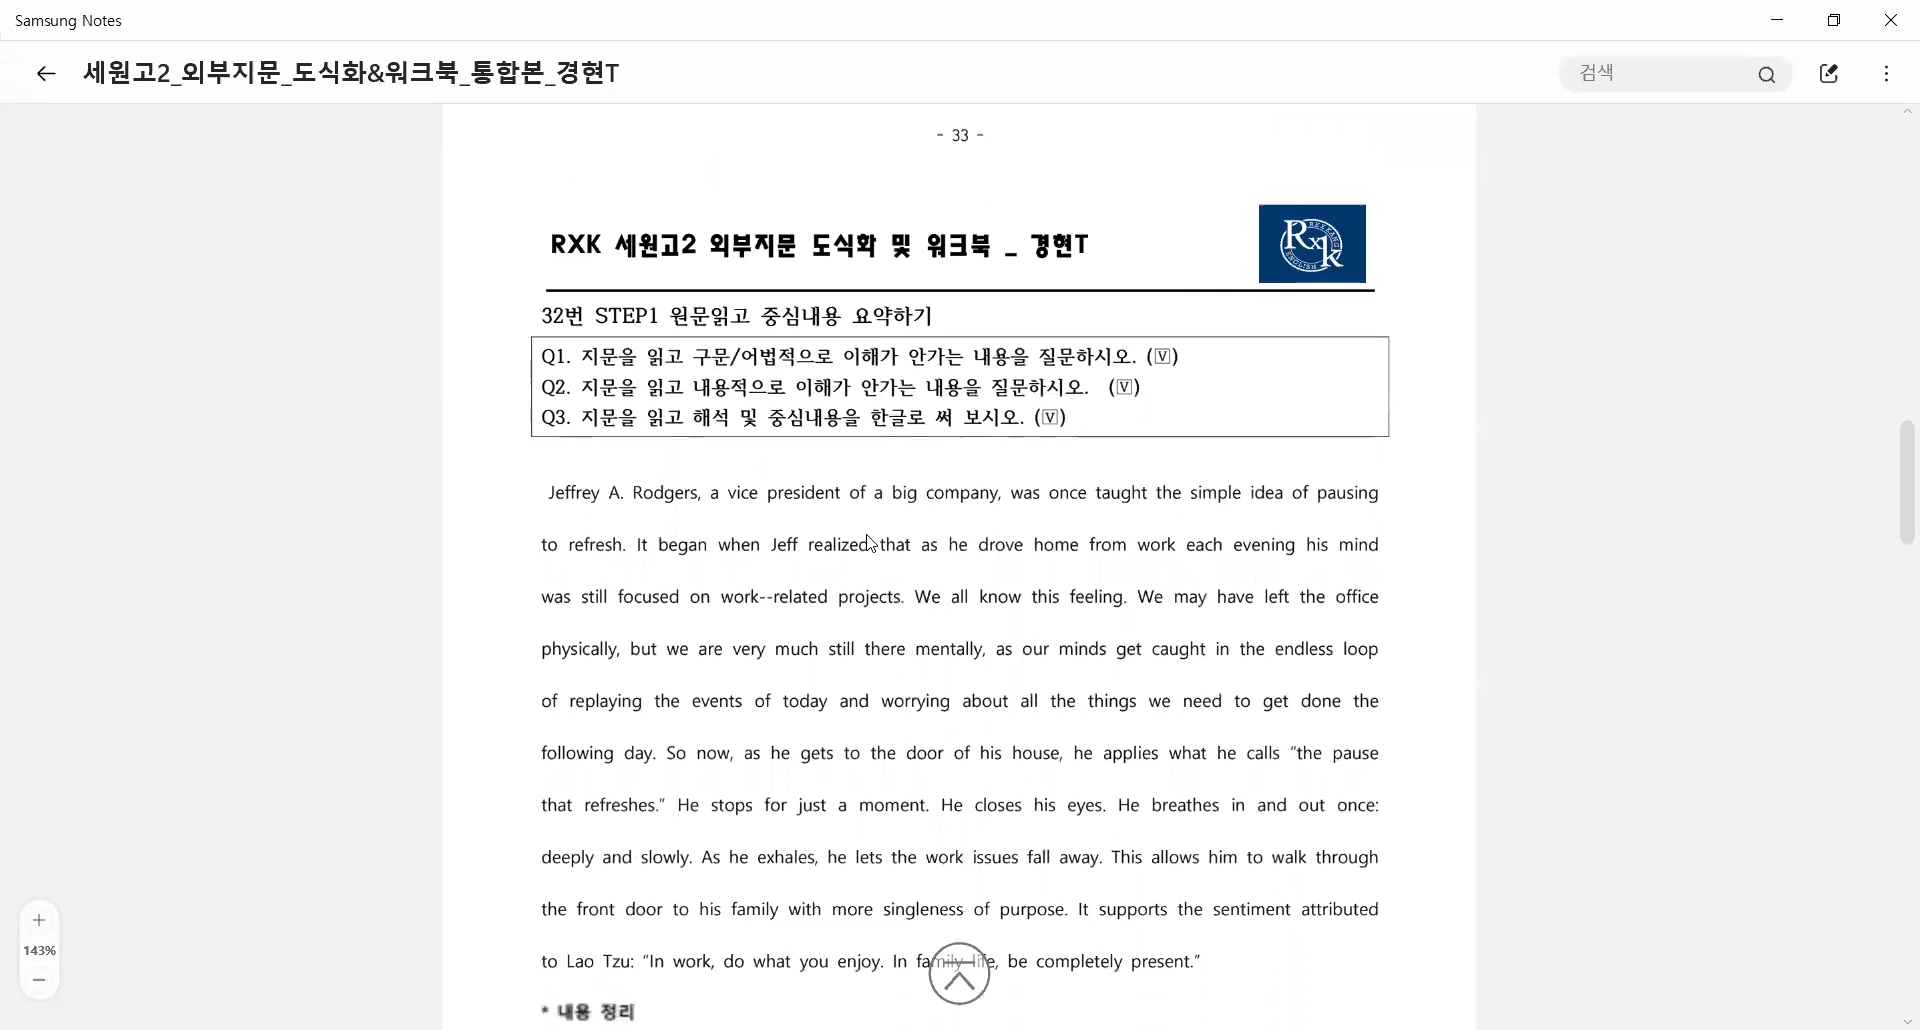 Samsung Notes
세원고2_외부지문_도식화&워크북_통합본_경현T
검색
- 33 -
RXK 세원고2 외부지문 도식화 및 워크북 _ 경현T
RxK
ENGLISH
32번 STEP1 원문읽고 중심내용 요약하기
Q1. 지문을 읽고 구문/어법적으로 이해가 안가는 내용을 질문하시오. (V)
Q2. 지문을 읽고 내용적으로 이해가 안가는 내용을 질문하시오. (V)
Q3. 지문을 읽고 해석 및 중심내용을 한글로 써 보시오. (V)
Jeffrey A. Rodgers, a vice president of a big company, was once taught the simple idea of pausing
to refresh. It began when Jeff realized that as he drove home from work each evening his mind
was still focused on work--related projects. We all know this feeling. We may have left the office
physically, but we are very much still there mentally, as our minds get caught in the endless loop
of replaying the events of today and worrying about all the things we need to get done the
following day. So now, as he gets to the door of his house, he applies what he calls “the pause
that refreshes.” He stops for just a moment. He closes his eyes. He breathes in and out once:
deeply and slowly. As he exhales, he lets the work issues fall away. This allows him to walk through
the front door to his family with more singleness of purpose. It supports the sentiment attributed
to Lao Tzu: “In work, do what you enjoy. In family life, be completely present.”
* 내용 정리
143%